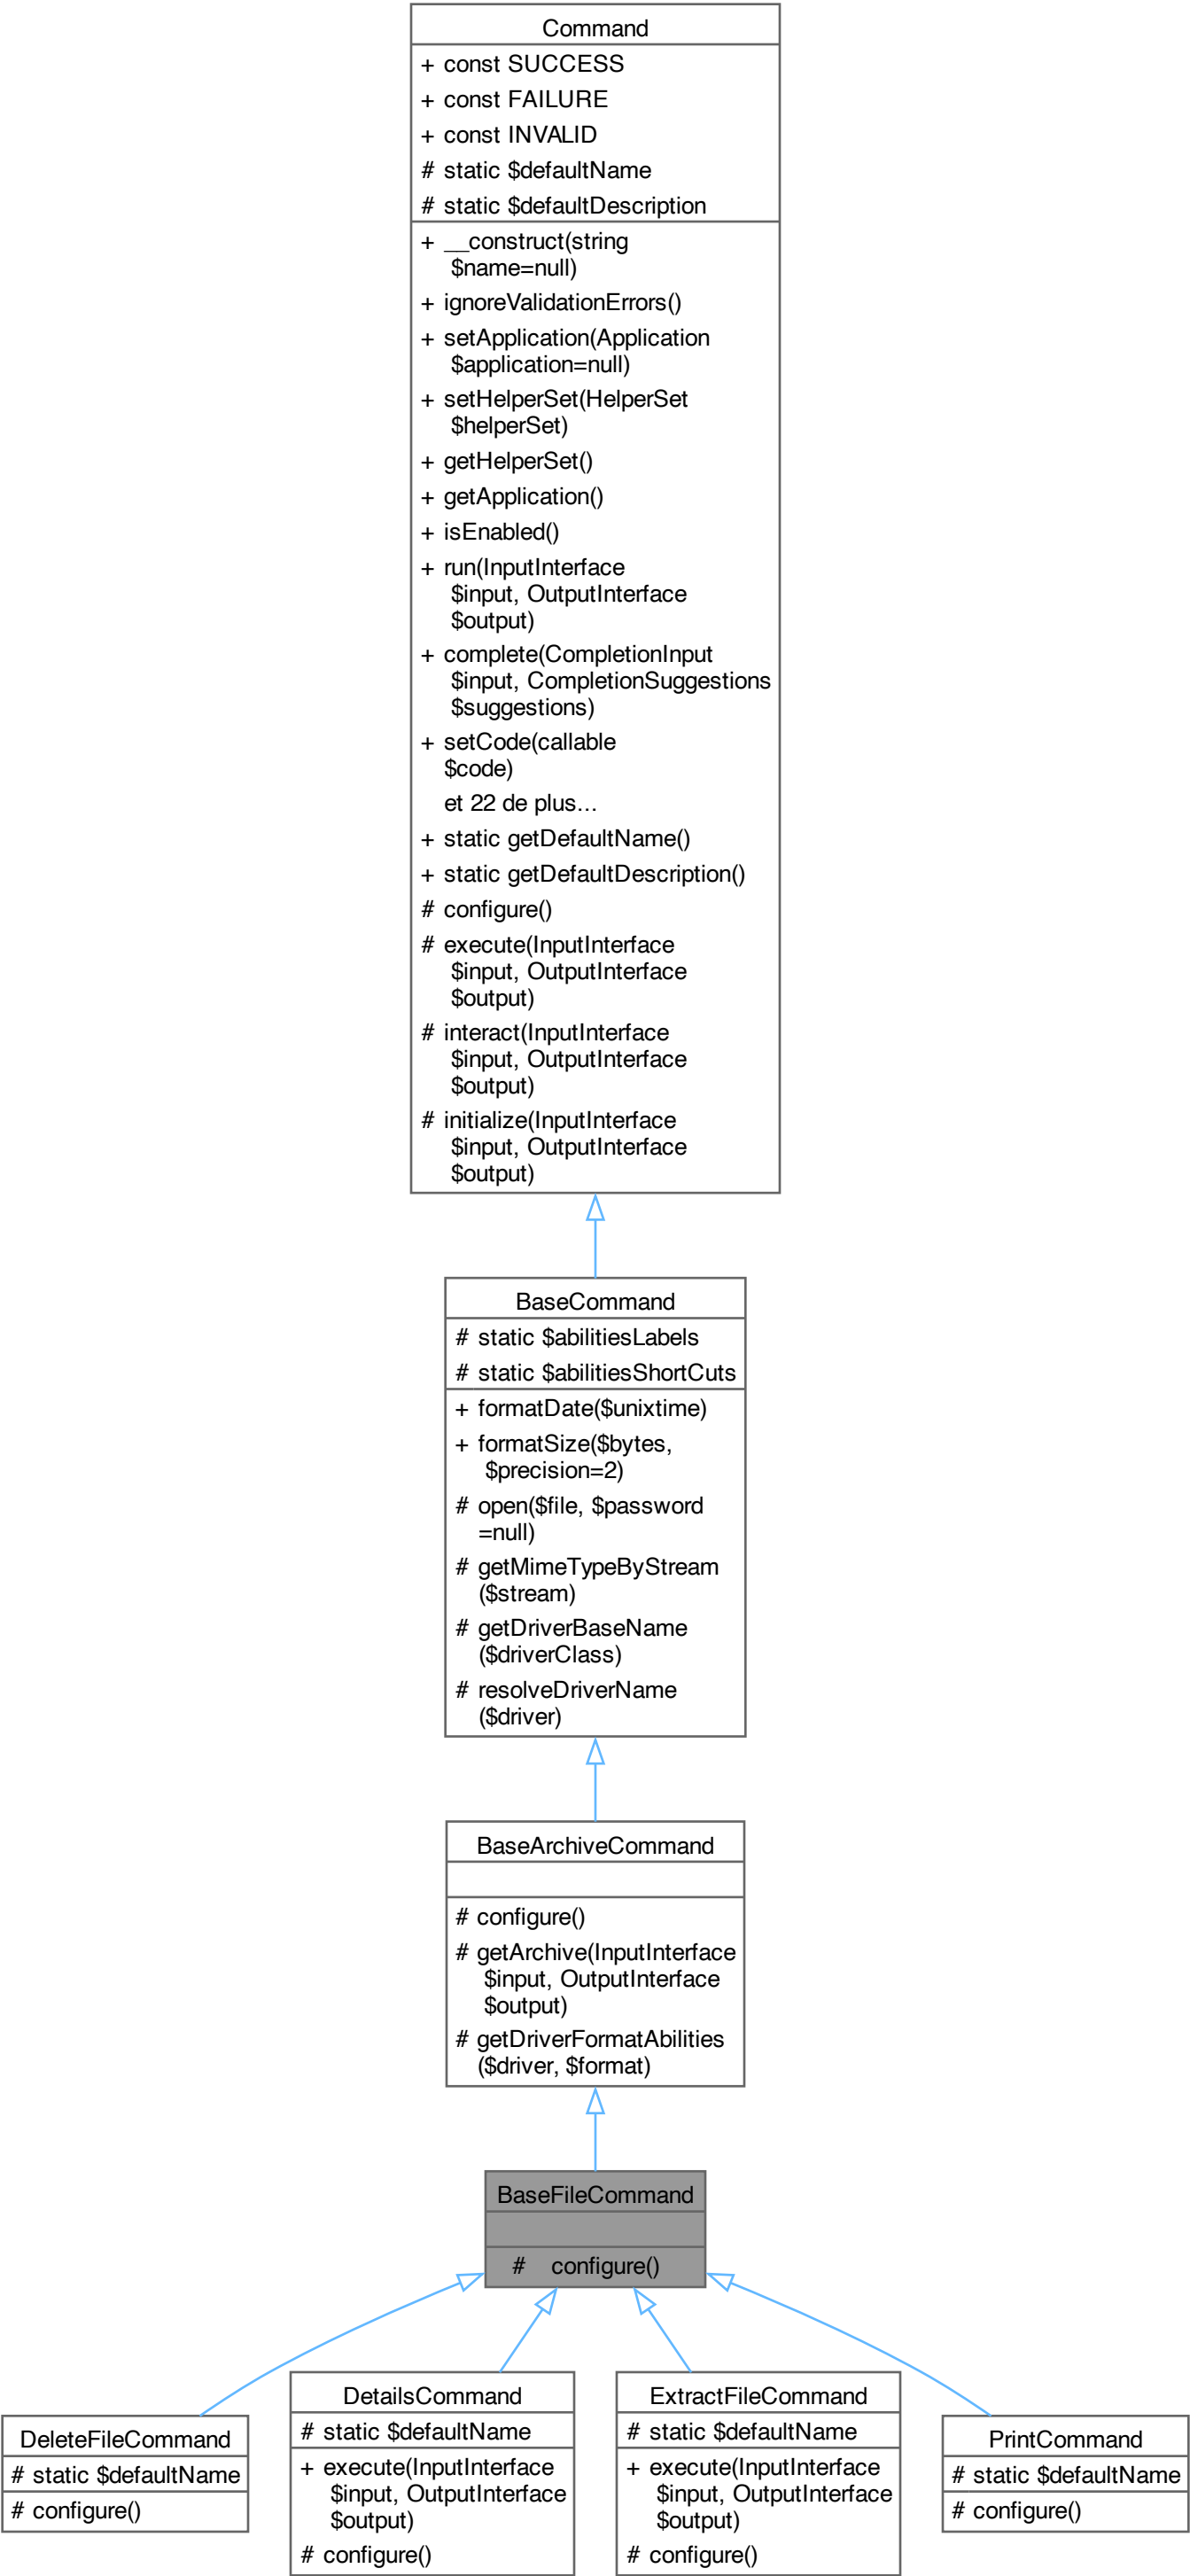 Command
+ const SUCCESS
+ const FAILURE
+ const INVALID
# static $defaultName
# static $defaultDescription
+ __construct(string
$name=null)
+ ignoreValidationErrors()
+ setApplication(Application
$application=null)
+ setHelperSet(HelperSet
$helperSet)
+ getHelperSet()
+ getApplication()
+ isEnabled()
+ run(InputInterface
$input, OutputInterface
$output)
+ complete(CompletionInput
$input, CompletionSuggestions
$suggestions)
+ setCode(callable
$code)
et 22 de plus...
+ static getDefaultName()
+ static getDefaultDescription()
# configure()
# execute(InputInterface
$input, OutputInterface
$output)
# interact(InputInterface
$input, OutputInterface
$output)
# initialize(InputInterface
$input, OutputInterface
$output)
BaseCommand
# static $abilitiesLabels
# static $abilitiesShortCuts
+ formatDate($unixtime)
+ formatSize($bytes,
$precision=2)
# open($file, $password
=null)
# getMimeTypeByStream
($stream)
# getDriverBaseName
($driverClass)
# resolveDriverName
($driver)
BaseArchiveCommand
# configure()
# getArchive(InputInterface
$input, OutputInterface
$output)
# getDriverFormatAbilities
($driver, $format)
BaseFileCommand
# configure()
DeleteFileCommand
# static $defaultName
# configure()
DetailsCommand
# static $defaultName
+ execute(InputInterface
$input, OutputInterface
$output)
# configure()
ExtractFileCommand
# static $defaultName
+ execute(InputInterface
$input, OutputInterface
$output)
# configure()
PrintCommand
# static $defaultName
# configure()